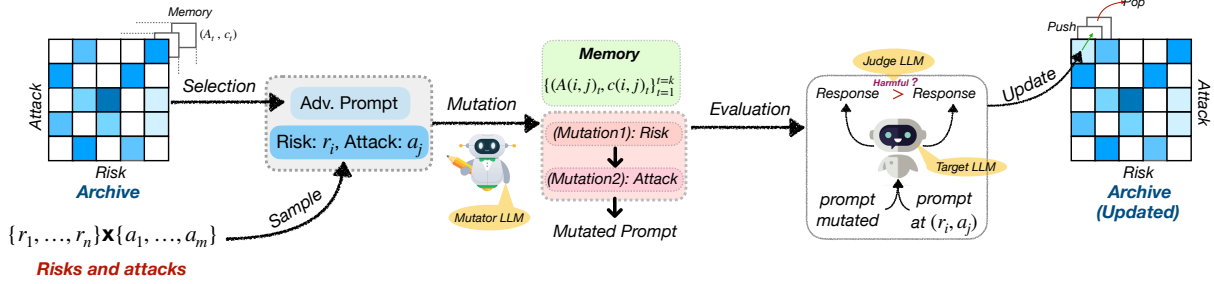 Memory
(A_t , c_t)
Attack
Risk
Archive
{r_1, …, r_n}x{a_1, …, a_m}
Risks and attacks
Selection
Sample
Adv. Prompt
Risk: r_i, Attack: a_j
Mutation
Mutator LLM
Memory
{(A(i, j)_t, c(i, j)_t}_{t=1}^{t=k}
(Mutation1): Risk
(Mutation2): Attack
Mutated Prompt
Evaluation
Judge LLM
Harmful ?
Response > Response
Target LLM
prompt
mutated
prompt
at (r_i, a_j)
Update
Pop
Push
Attack
Risk
Archive
(Updated)